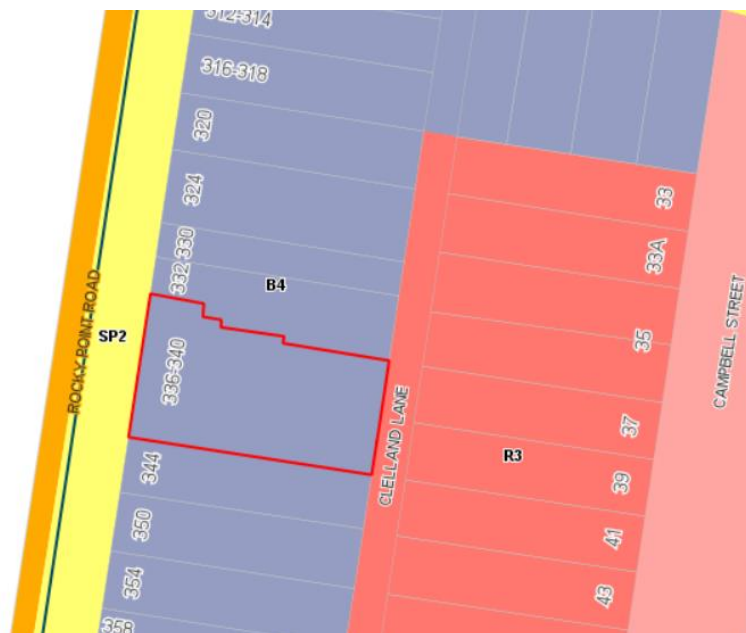 312-314
316-318
320
324
332 330
B4
336-340
344
350
354
358
ROCKY POINT ROAD
SP2
CLELLAND LANE
R3
33
33A
35
37
39
41
43
CAMPBELL STREET